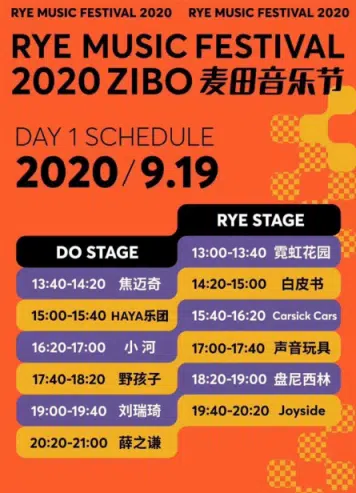 RYE MUSIC FESTIVAL 2020 RYE MUSIC FESTIVAL 2020
RYE MUSIC FESTIVAL
2020 ZIBO 麦田音乐节
DAY 1 SCHEDULE
2020/9.19
DO STAGE
13:40-14:20 焦迈奇
15:00-15:40 HAYA乐团
16:20-17:00 小河
17:40-18:20 野孩子
19:00-19:40 刘瑞琦
20:20-21:00 薛之谦
RYE STAGE
13:00-13:40 霓虹花园
14:20-15:00 白皮书
15:40-16:20 Carsick Cars
17:00-17:40 声音玩具
18:20-19:00 盘尼西林
19:40-20:20 Joyside